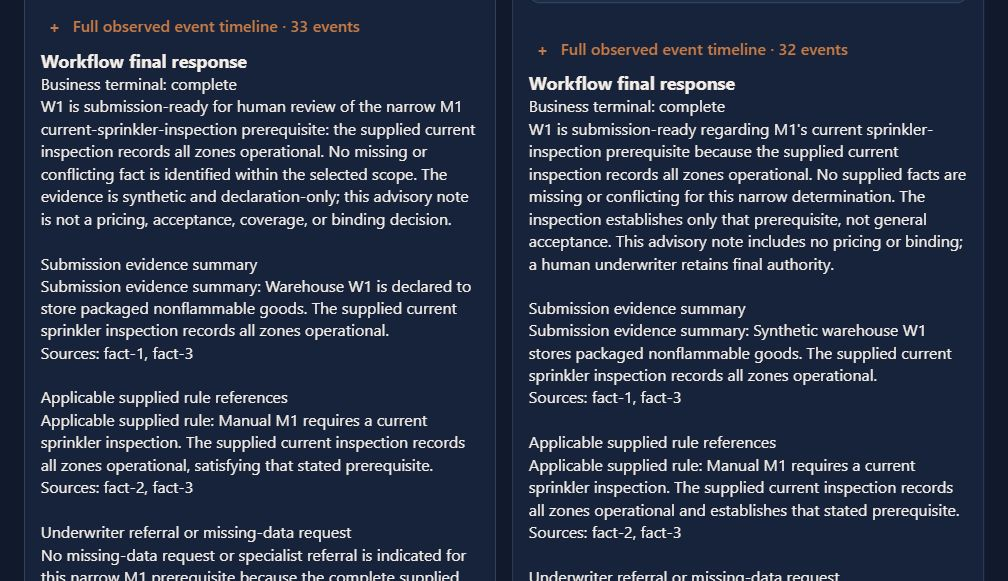 + Full observed event timeline · 33 events
Workflow final response
Business terminal: complete
W1 is submission-ready for human review of the narrow M1
current-sprinkler-inspection prerequisite: the supplied current
inspection records all zones operational. No missing or
conflicting fact is identified within the selected scope. The
evidence is synthetic and declaration-only; this advisory note
is not a pricing, acceptance, coverage, or binding decision.
Submission evidence summary
Submission evidence summary: Warehouse W1 is declared to
store packaged nonflammable goods. The supplied current
sprinkler inspection records all zones operational.
Sources: fact-1, fact-3
Applicable supplied rule references
Applicable supplied rule: Manual M1 requires a current
sprinkler inspection. The supplied current inspection records
all zones operational, satisfying that stated prerequisite.
Sources: fact-2, fact-3
Underwriter referral or missing-data request
No missing-data request or specialist referral is indicated for
this narrow M1 prerequisite because the complete supplied
+ Full observed event timeline · 32 events
Workflow final response
Business terminal: complete
W1 is submission-ready regarding M1's current sprinkler-
inspection prerequisite because the supplied current
inspection records all zones operational. No supplied facts are
missing or conflicting for this narrow determination. The
inspection establishes only that prerequisite, not general
acceptance. This advisory note includes no pricing or binding;
a human underwriter retains final authority.
Submission evidence summary
Submission evidence summary: Synthetic warehouse W1
stores packaged nonflammable goods. The supplied current
sprinkler inspection records all zones operational.
Sources: fact-1, fact-3
Applicable supplied rule references
Applicable supplied rule: Manual M1 requires a current
sprinkler inspection. The supplied current inspection records
all zones operational and establishes that stated prerequisite.
Sources: fact-2, fact-3
Underwriter referral or missing-data request